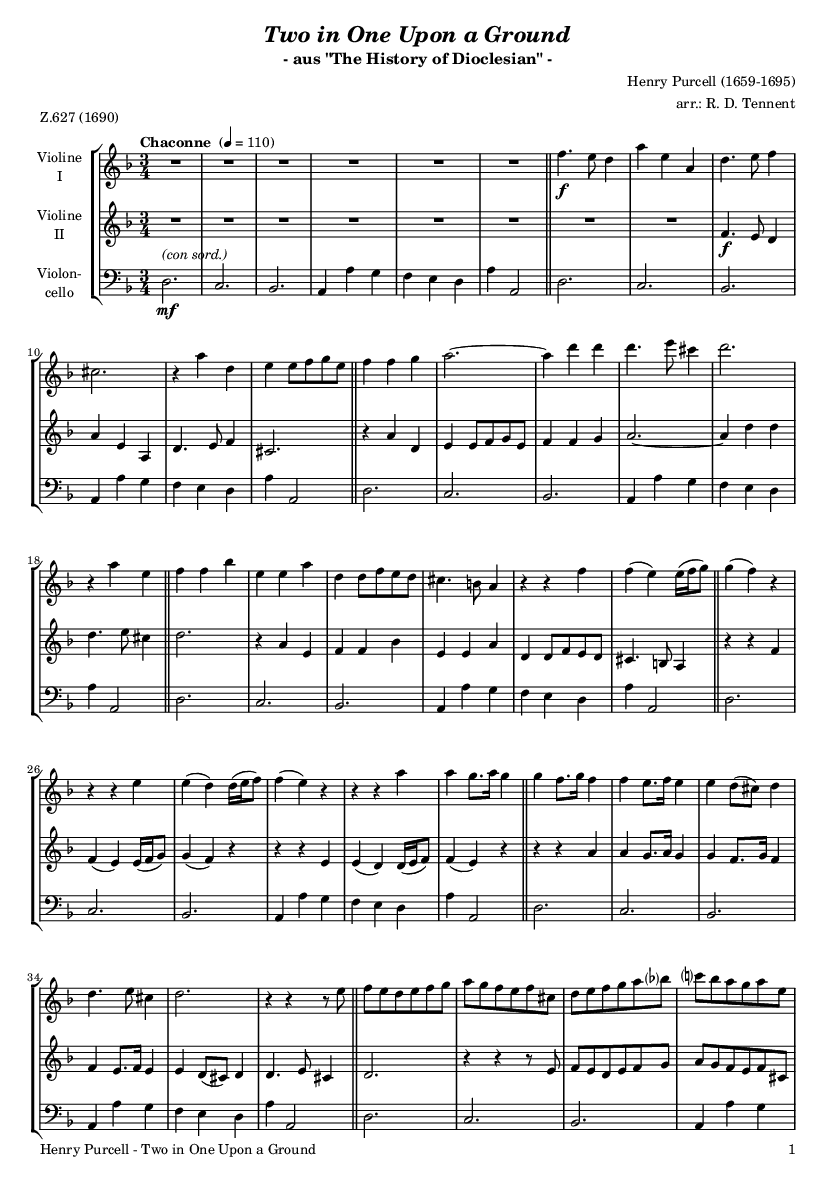 Two in One Upon a Ground
- aus "The History of Dioclesian" -
Henry Purcell (1659-1695)
arr.: R. D. Tennent
Z.627 (1690)
Chaconne (♩ = 110)
Violine
I
f
Violine
II
f
(con sord.)
Violon-
cello
mf
10
18
26
34
Henry Purcell - Two in One Upon a Ground
1